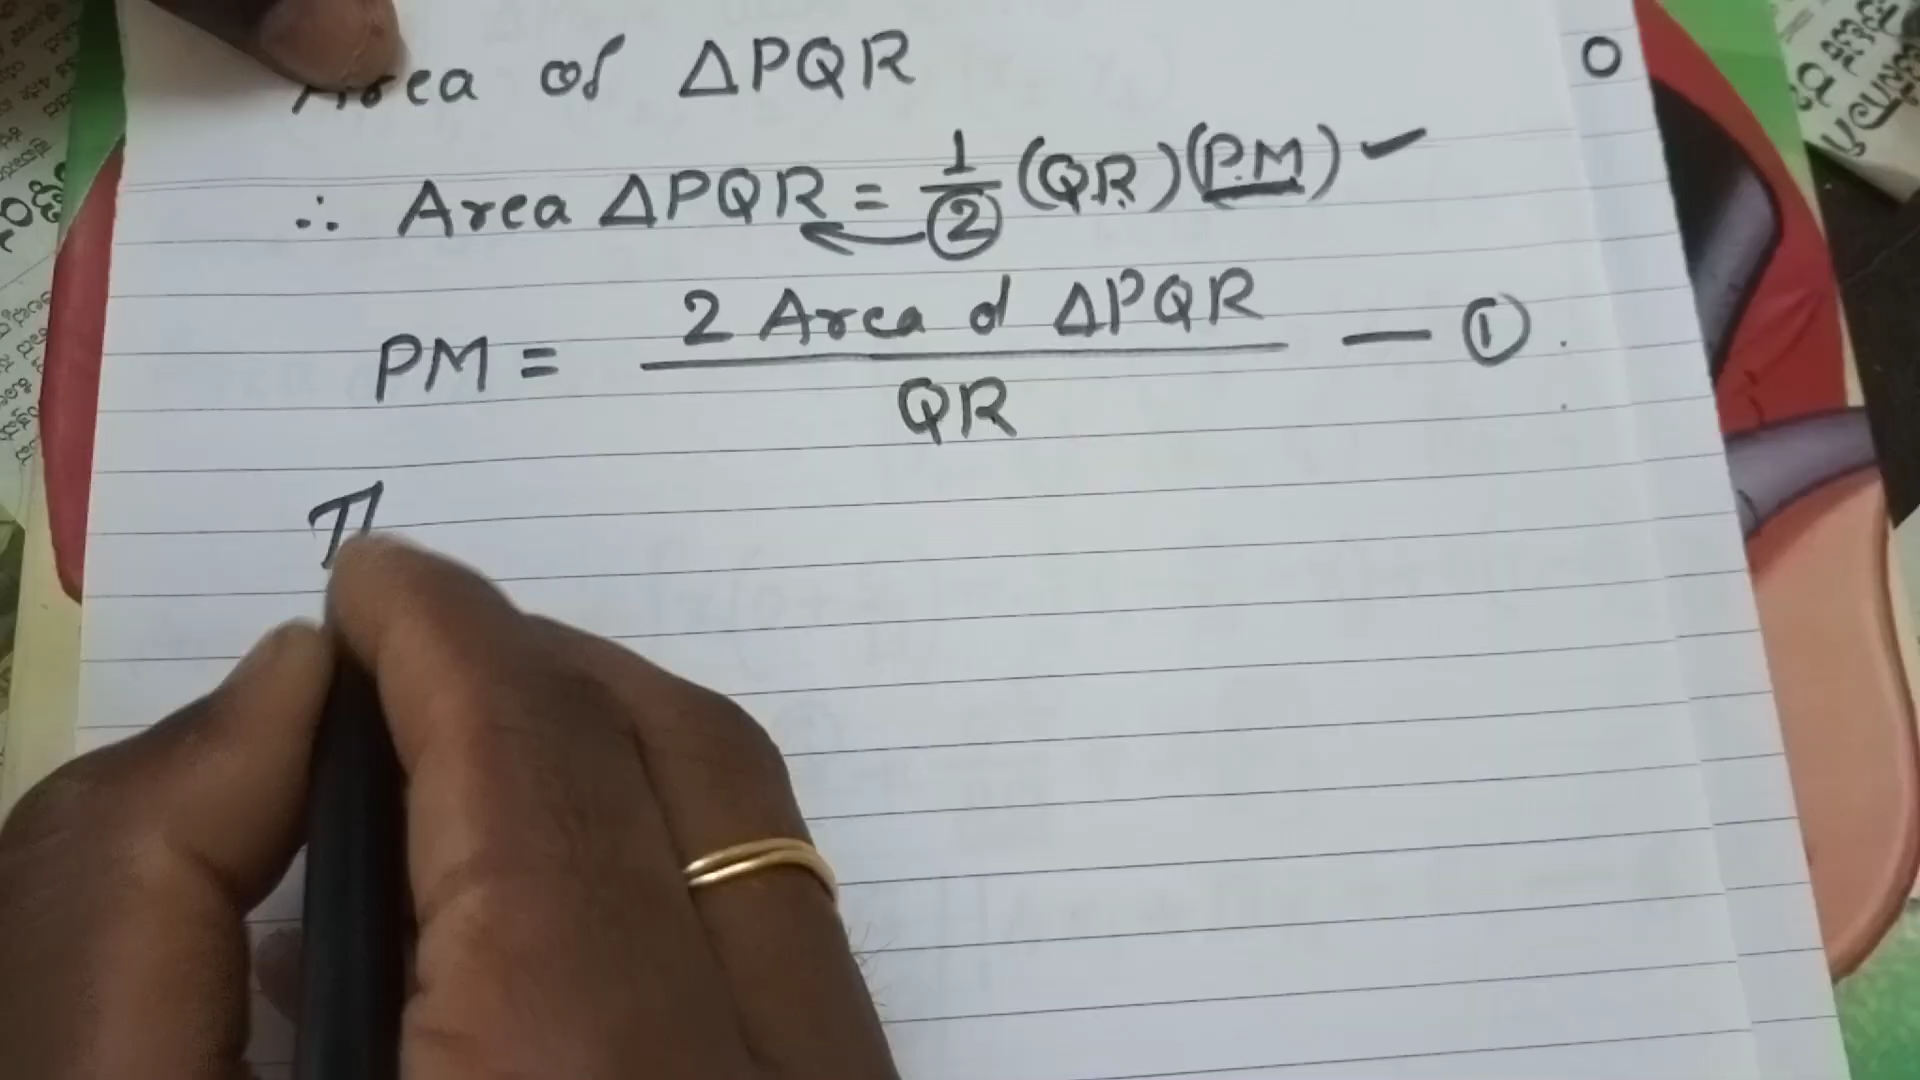 Area of ΔPQR
∴ Area ΔPQR = 1/2 (QR)(PM)
PM = 2 Area of ΔPQR / QR — ①